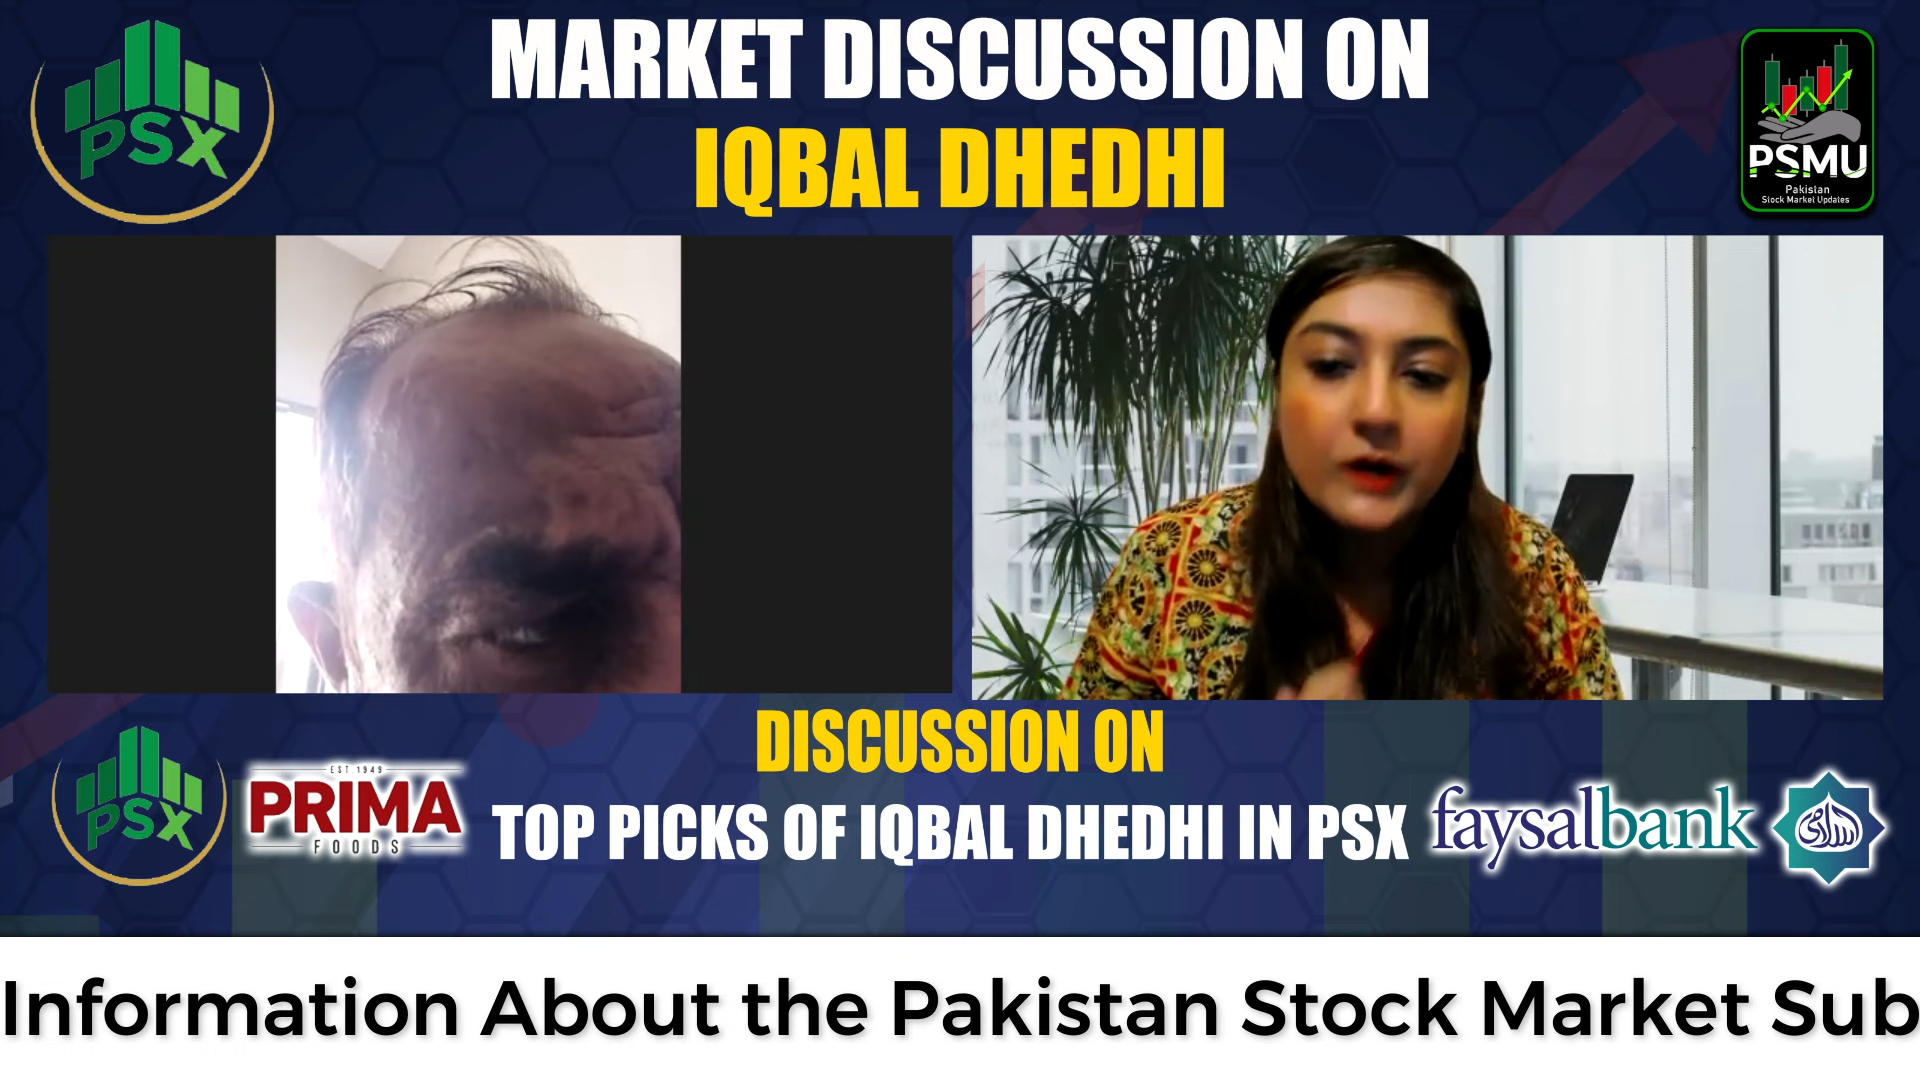 PSX
MARKET DISCUSSION ON
IQBAL DHEDHI
PSMU
Pakistan
Stock Market Updates
DISCUSSION ON
PSX
EST.1949
PRIMA
FOODS
TOP PICKS OF IQBAL DHEDHI IN PSX
faysalbank
Information About the Pakistan Stock Market Sub